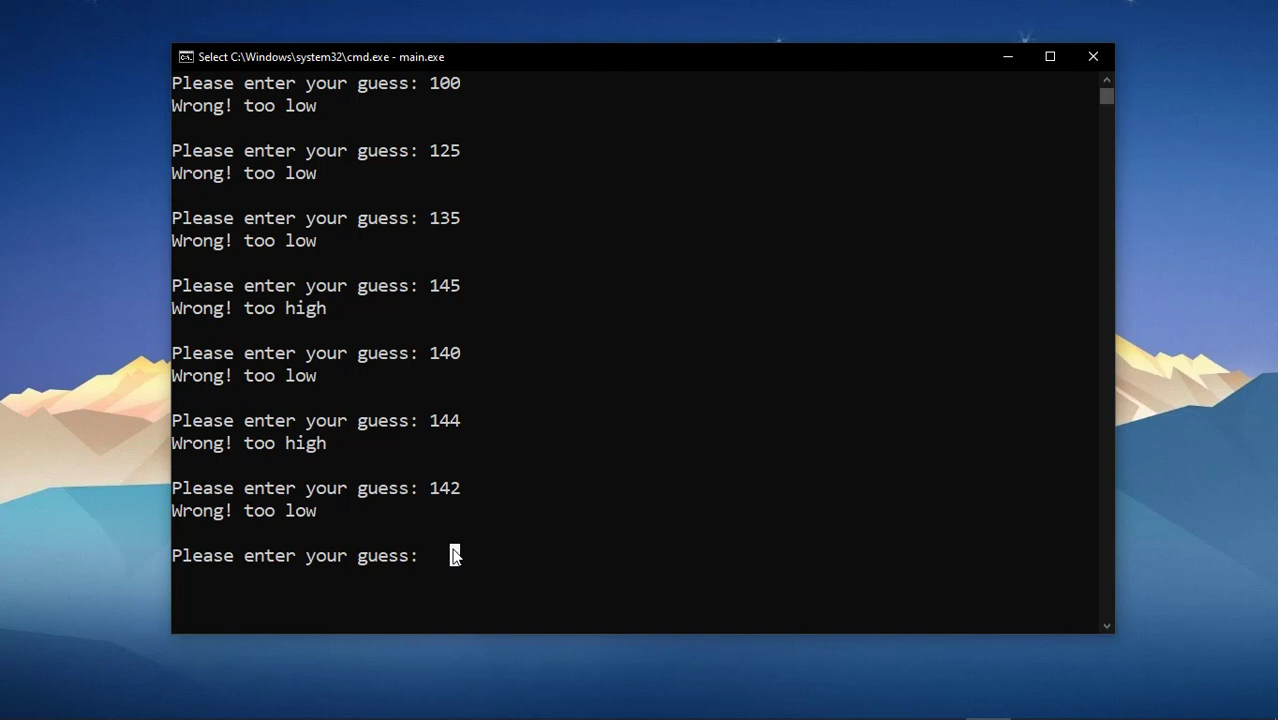 Select C:\Windows\system32\cmd.exe - main.exe
Please enter your guess: 100
Wrong! too low
Please enter your guess: 125
Wrong! too low
Please enter your guess: 135
Wrong! too low
Please enter your guess: 145
Wrong! too high
Please enter your guess: 140
Wrong! too low
Please enter your guess: 144
Wrong! too high
Please enter your guess: 142
Wrong! too low
Please enter your guess: